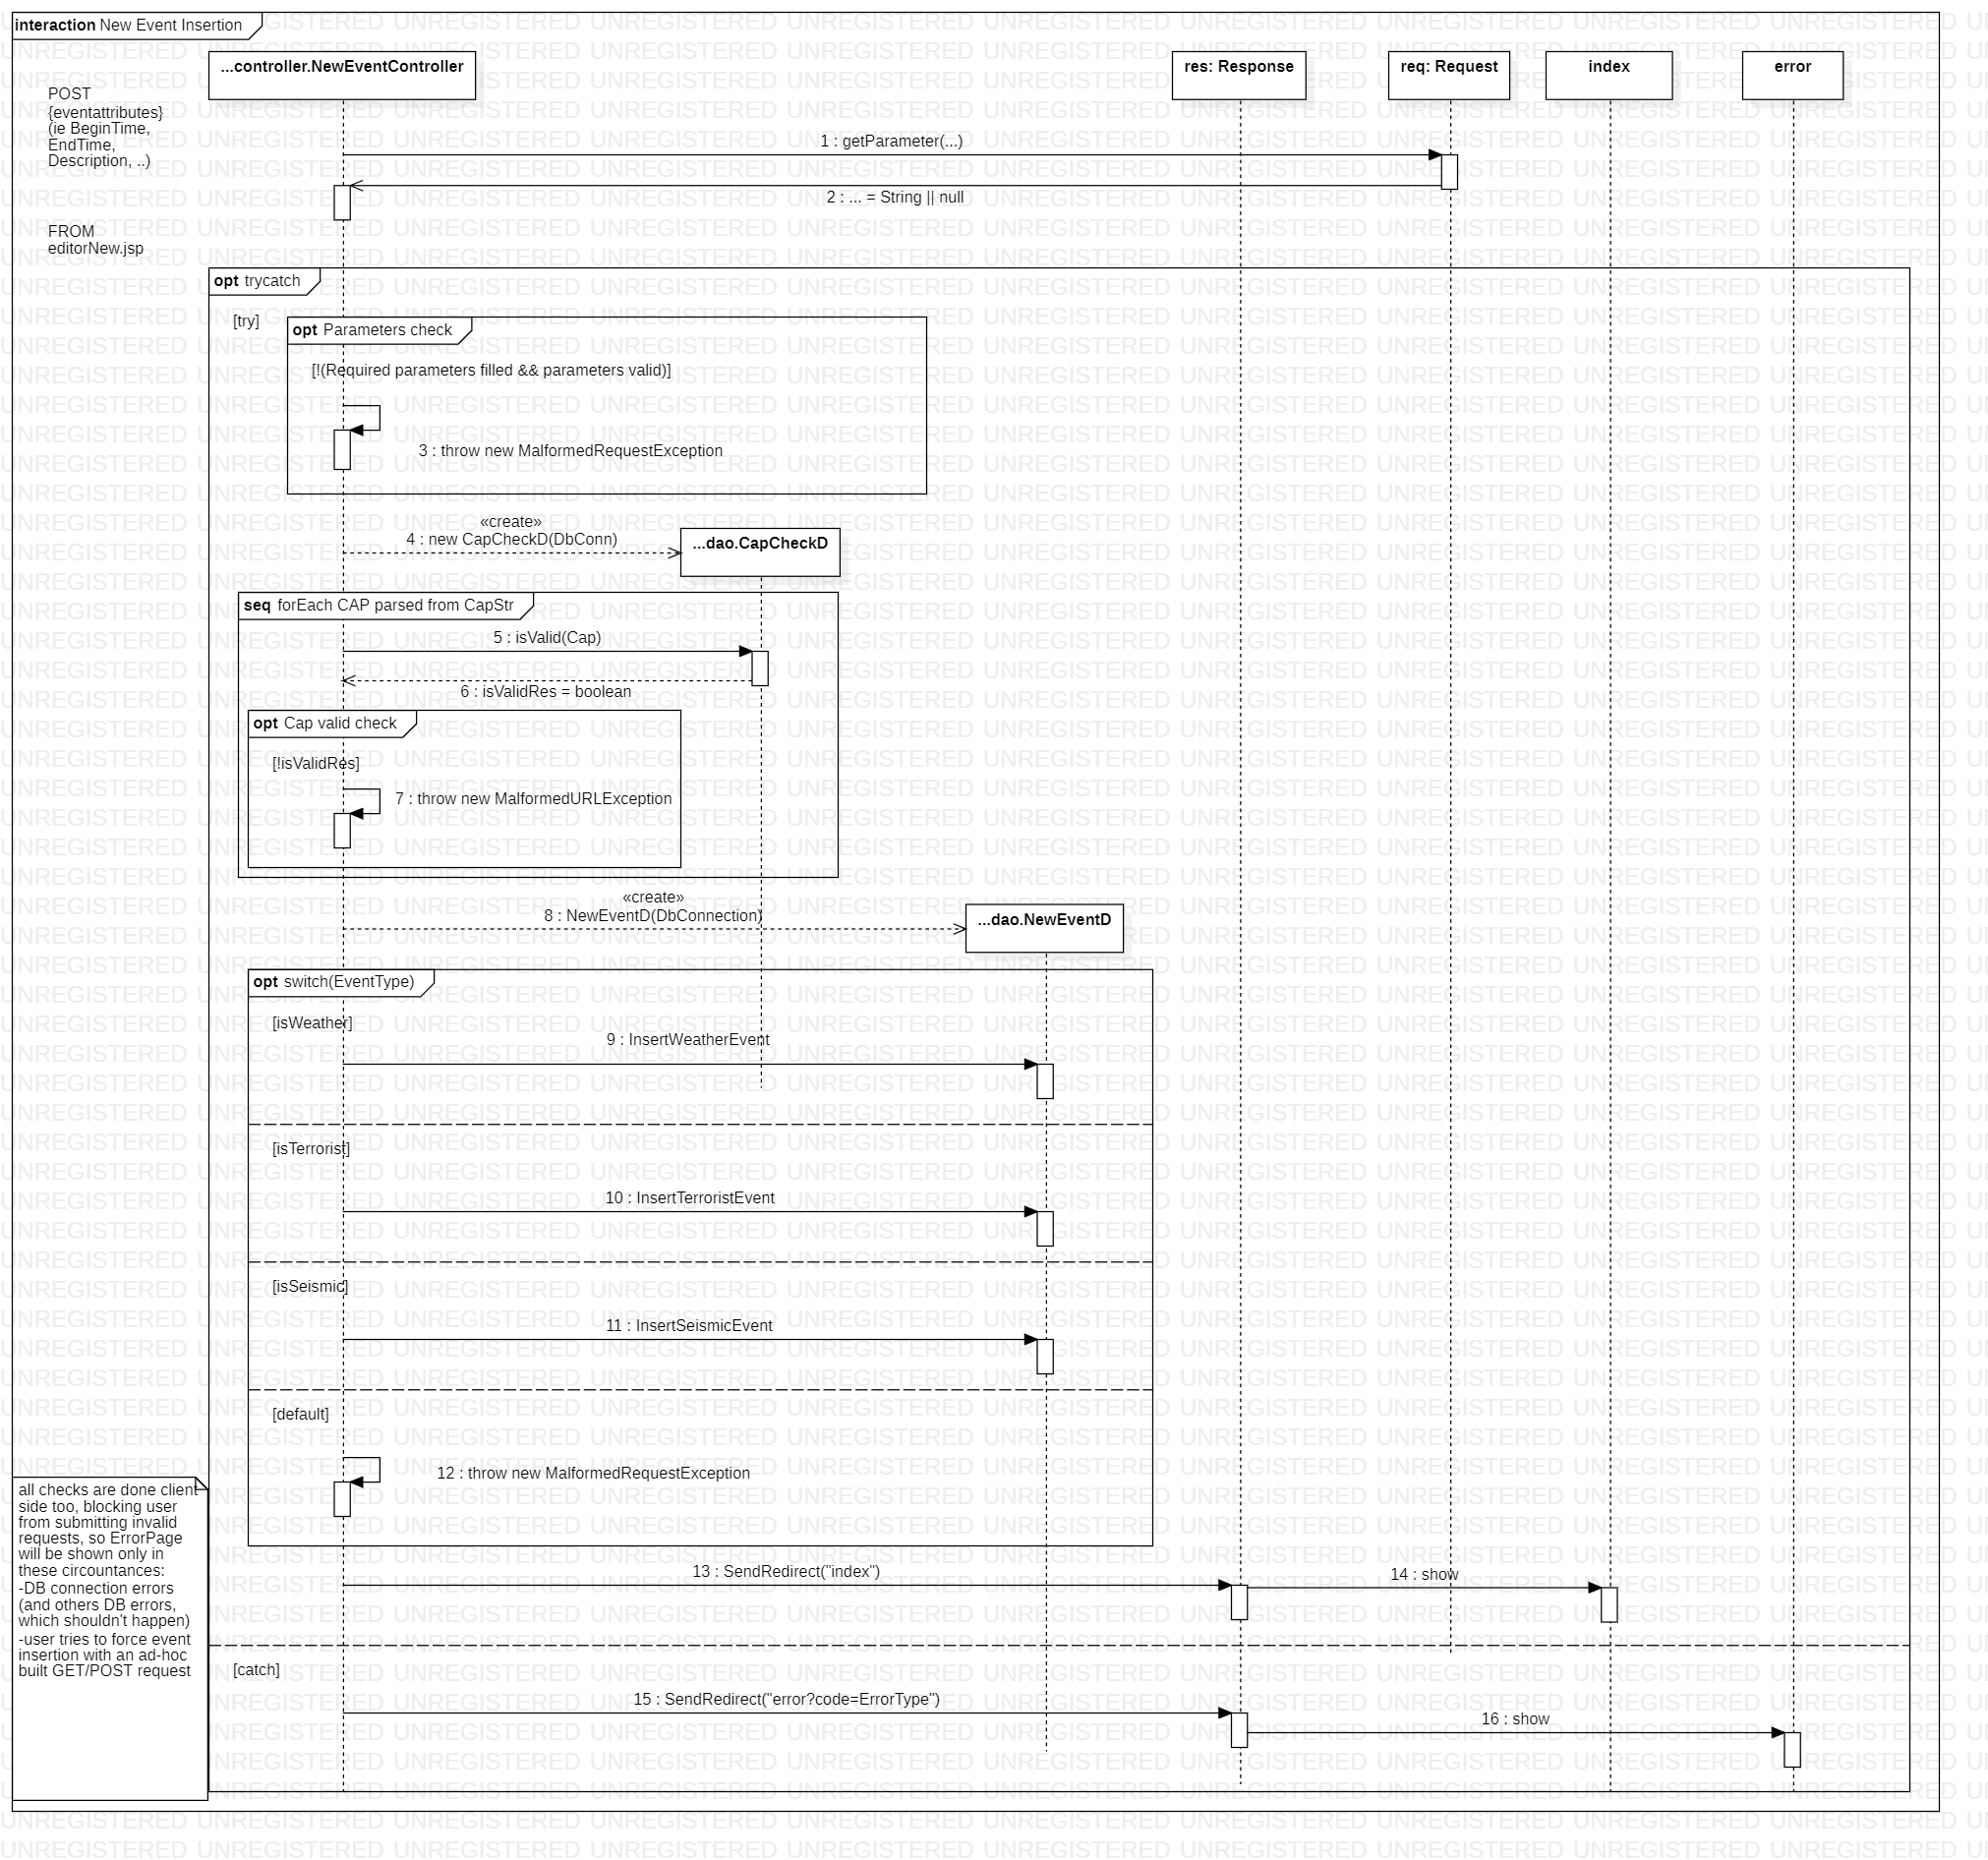 interaction New Event Insertion
...controller.NewEventController
res: Response
req: Request
index
error
POST
{eventattributes}
(ie BeginTime,
EndTime,
Description, ..)
1 : getParameter(...)
2 : ... = String || null
FROM
editorNew.jsp
opt trycatch
[try]
opt Parameters check
[!(Required parameters filled && parameters valid)]
3 : throw new MalformedRequestException
«create»
4 : new CapCheckD(DbConn)
...dao.CapCheckD
seq forEach CAP parsed from CapStr
5 : isValid(Cap)
6 : isValidRes = boolean
opt Cap valid check
[!isValidRes]
7 : throw new MalformedURLException
«create»
8 : NewEventD(DbConnection)
...dao.NewEventD
opt switch(EventType)
[isWeather]
9 : InsertWeatherEvent
[isTerrorist]
10 : InsertTerroristEvent
[isSeismic]
11 : InsertSeismicEvent
[default]
12 : throw new MalformedRequestException
all checks are done client
side too, blocking user
from submitting invalid
requests, so ErrorPage
will be shown only in
these circountances:
-DB connection errors
(and others DB errors,
which shouldn't happen)
-user tries to force event
insertion with an ad-hoc
built GET/POST request
13 : SendRedirect("index")
14 : show
[catch]
15 : SendRedirect("error?code=ErrorType")
16 : show
UNREGISTERED